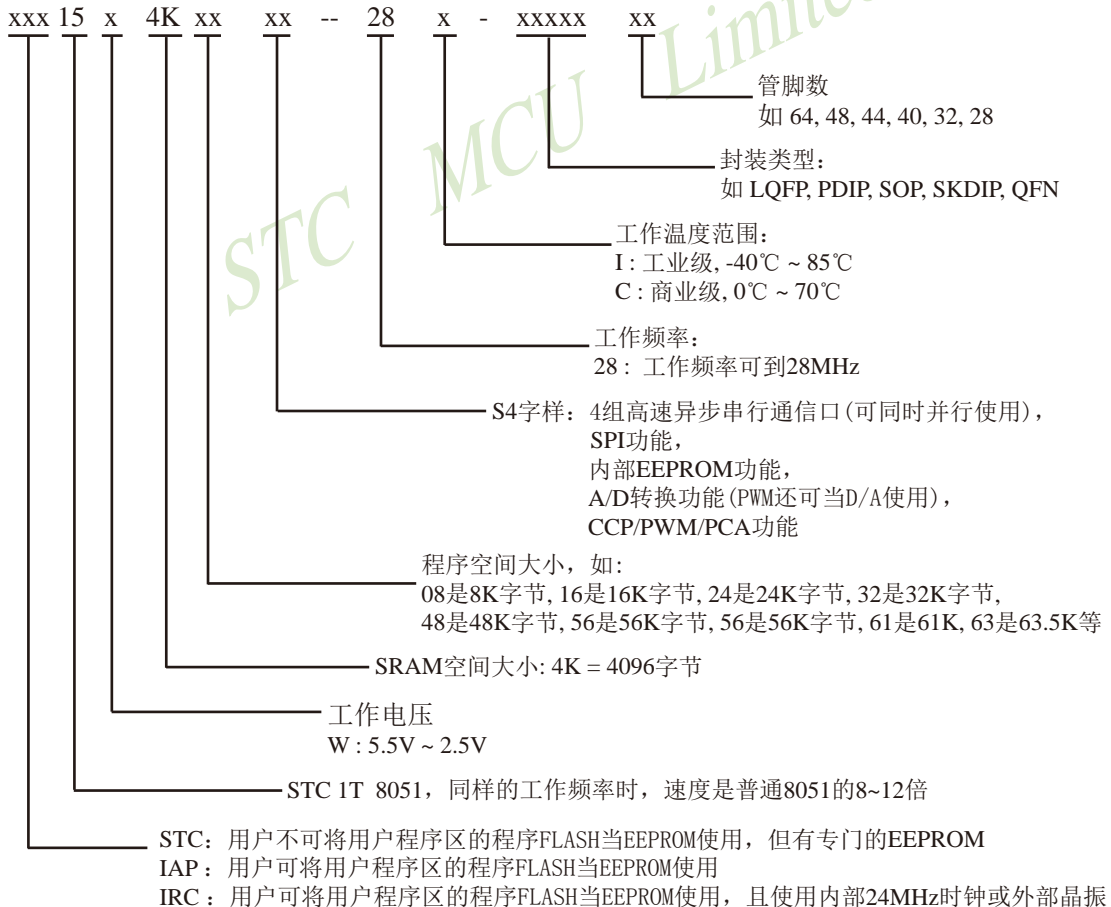 xxx 15 x 4K xx xx -- 28 x - xxxxx xx
管脚数
如 64, 48, 44, 40, 32, 28
封装类型:
如 LQFP, PDIP, SOP, SKDIP, QFN
工作温度范围:
I : 工业级, -40℃ ~ 85℃
C : 商业级, 0℃ ~ 70℃
工作频率:
28 : 工作频率可到28MHz
S4字样: 4组高速异步串行通信口(可同时并行使用),
SPI功能,
内部EEPROM功能,
A/D转换功能(PWM还可当D/A使用),
CCP/PWM/PCA功能
程序空间大小, 如:
08是8K字节, 16是16K字节, 24是24K字节, 32是32K字节,
48是48K字节, 56是56K字节, 56是56K字节, 61是61K, 63是63.5K等
SRAM空间大小: 4K = 4096字节
工作电压
W : 5.5V ~ 2.5V
STC 1T 8051, 同样的工作频率时, 速度是普通8051的8~12倍
STC: 用户不可将用户程序区的程序FLASH当EEPROM使用, 但有专门的EEPROM
IAP : 用户可将用户程序区的程序FLASH当EEPROM使用
IRC : 用户可将用户程序区的程序FLASH当EEPROM使用, 且使用内部24MHz时钟或外部晶振
STC MCU Limited